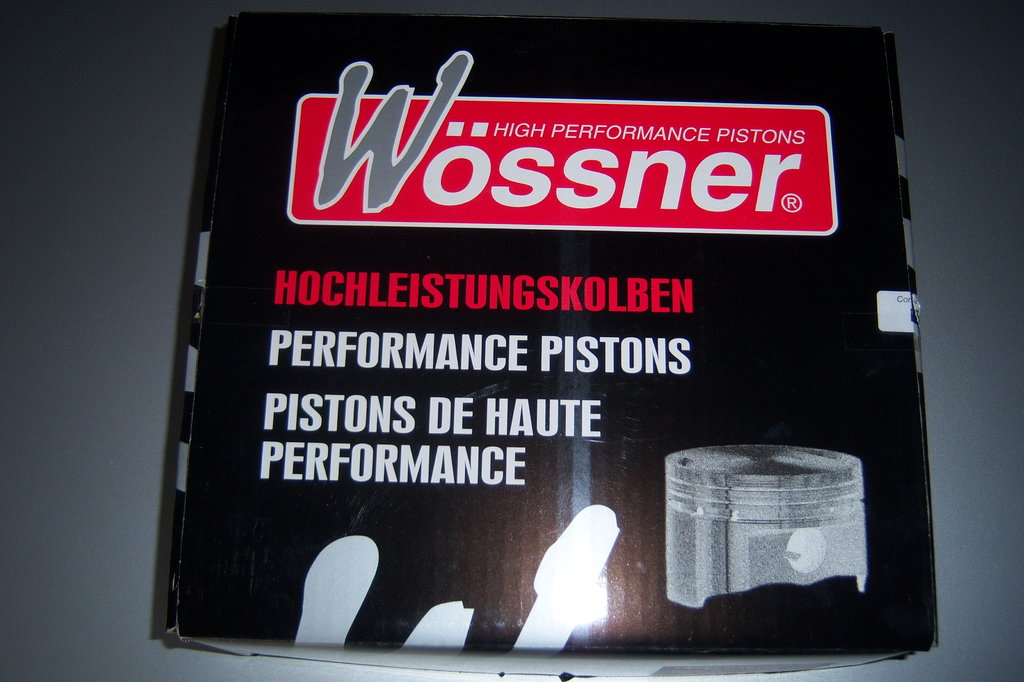 HIGH PERFORMANCE PISTONS
Wössner®
HOCHLEISTUNGSKOLBEN
PERFORMANCE PISTONS
PISTONS DE HAUTE
PERFORMANCE